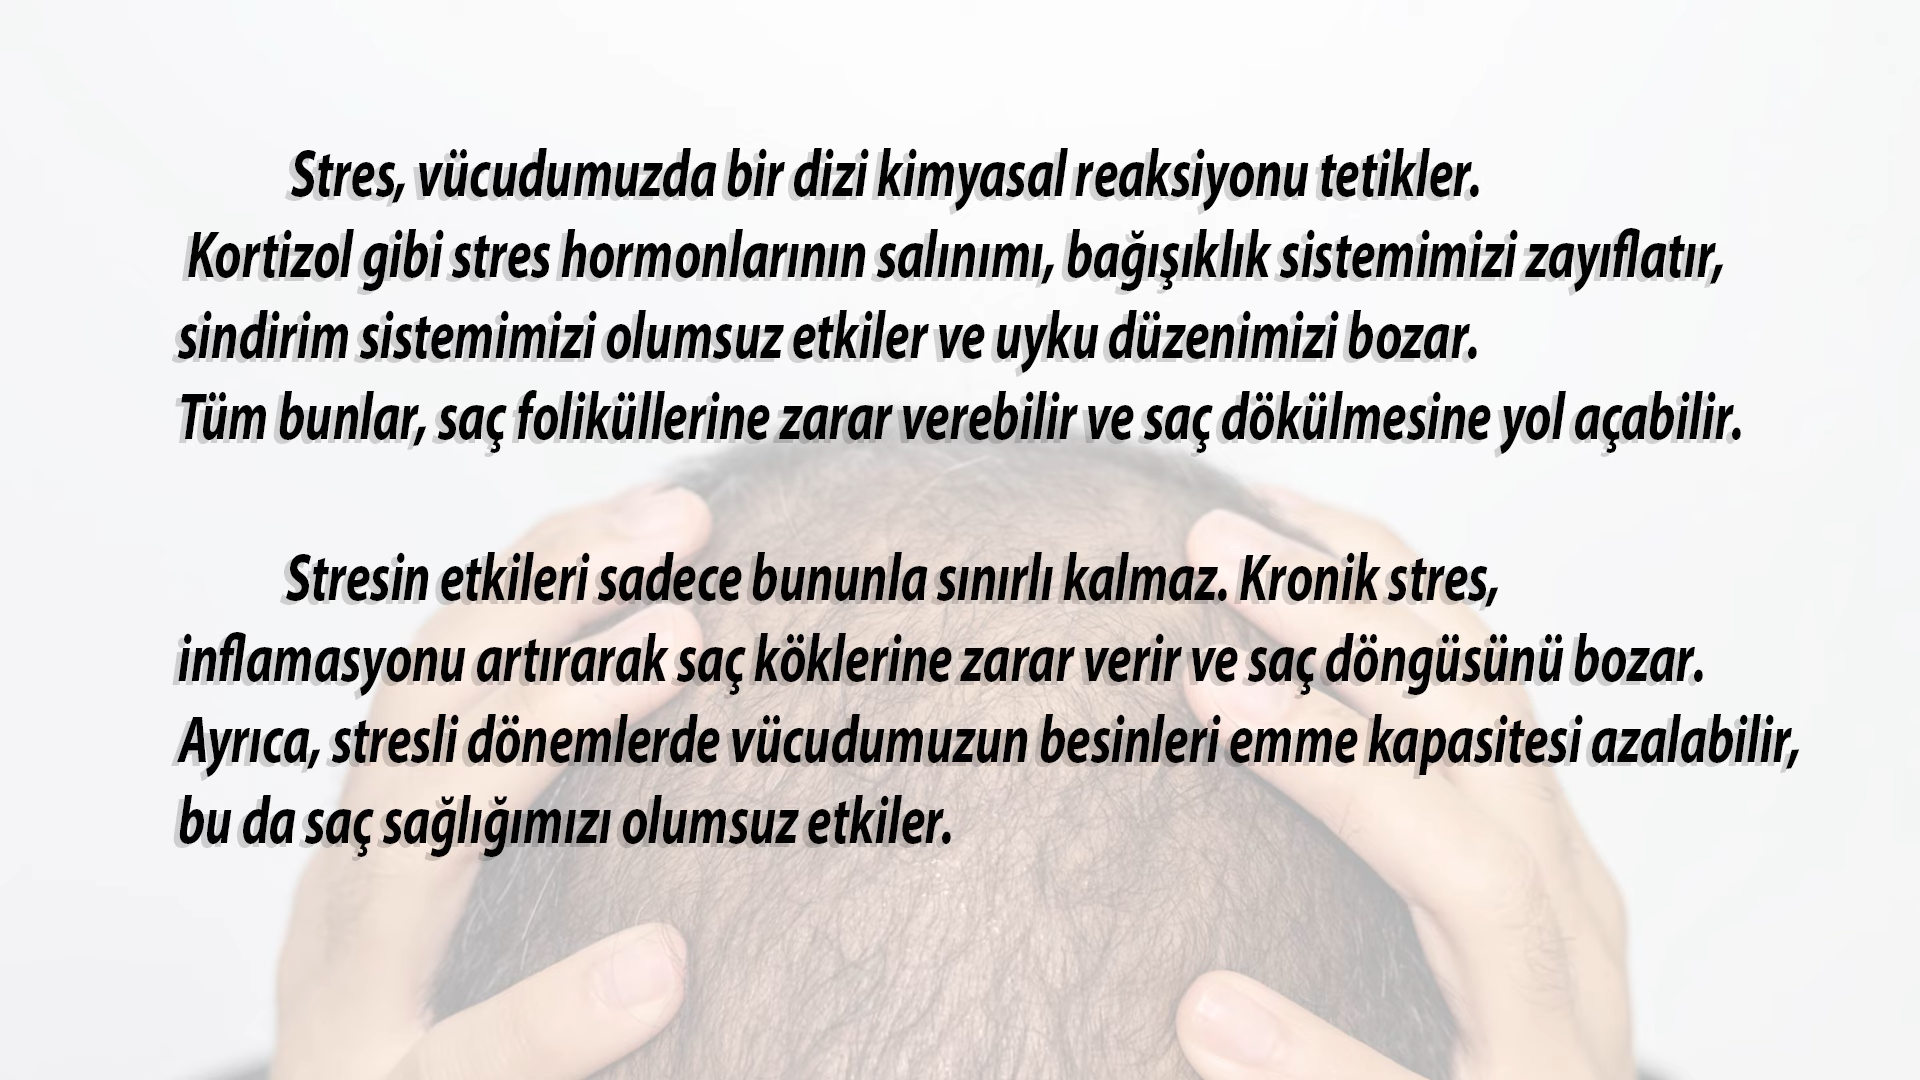 Stres, vücudumuzda bir dizi kimyasal reaksiyonu tetikler.
Kortizol gibi stres hormonlarının salınımı, bağışıklık sistemimizi zayıflatır,
sindirim sistemimizi olumsuz etkiler ve uyku düzenimizi bozar.
Tüm bunlar, saç foliküllerine zarar verebilir ve saç dökülmesine yol açabilir.
Stresin etkileri sadece bununla sınırlı kalmaz. Kronik stres,
inflamasyonu artırarak saç köklerine zarar verir ve saç döngüsünü bozar.
Ayrıca, stresli dönemlerde vücudumuzun besinleri emme kapasitesi azalabilir,
bu da saç sağlığımızı olumsuz etkiler.